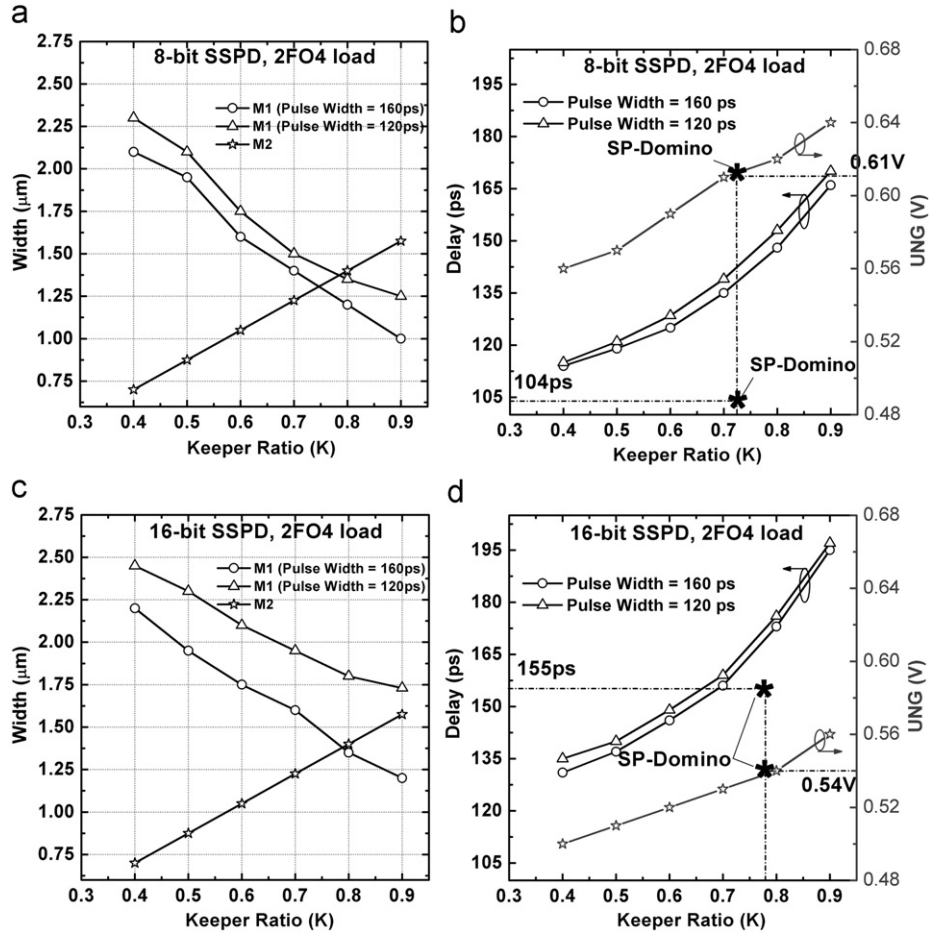 a
8-bit SSPD, 2FO4 load
M1 (Pulse Width = 160ps)
M1 (Pulse Width = 120ps)
M2
Width (μm)
2.75
2.50
2.25
2.00
1.75
1.50
1.25
1.00
0.75
0.3 0.4 0.5 0.6 0.7 0.8 0.9
Keeper Ratio (K)
b
8-bit SSPD, 2FO4 load
Pulse Width = 160 ps
Pulse Width = 120 ps
SP-Domino
0.61V
104ps
SP-Domino
Delay (ps)
195
180
165
150
135
120
105
UNG (V)
0.68
0.64
0.60
0.56
0.52
0.48
0.3 0.4 0.5 0.6 0.7 0.8 0.9
Keeper Ratio (K)
c
16-bit SSPD, 2FO4 load
M1 (Pulse Width = 160ps)
M1 (Pulse Width = 120ps)
M2
Width (μm)
2.75
2.50
2.25
2.00
1.75
1.50
1.25
1.00
0.75
0.3 0.4 0.5 0.6 0.7 0.8 0.9
Keeper Ratio (K)
d
16-bit SSPD, 2FO4 load
Pulse Width = 160 ps
Pulse Width = 120 ps
155ps
SP-Domino
0.54V
Delay (ps)
195
180
165
150
135
120
105
UNG (V)
0.68
0.64
0.60
0.56
0.52
0.48
0.3 0.4 0.5 0.6 0.7 0.8 0.9
Keeper Ratio (K)